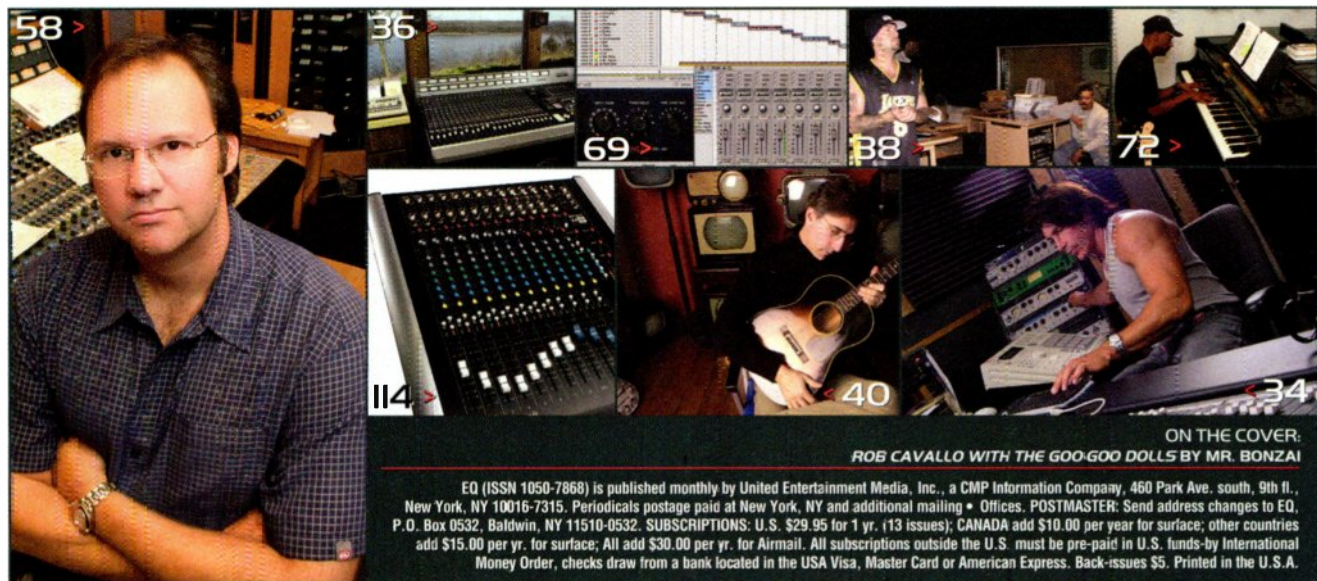 58 >
36 >
69 >
38 >
72 >
LAKERS
114 >
< 40
< 34
ON THE COVER:
ROB CAVALLO WITH THE GOO-GOO DOLLS BY MR. BONZAI
EQ (ISSN 1050-7868) is published monthly by United Entertainment Media, Inc., a CMP Information Company, 460 Park Ave. south, 9th fl.,
New York, NY 10016-7315. Periodicals postage paid at New York, NY and additional mailing • Offices. POSTMASTER: Send address changes to EQ,
P.O. Box 0532, Baldwin, NY 11510-0532. SUBSCRIPTIONS: U.S. $29.95 for 1 yr. (13 issues); CANADA add $10.00 per year for surface; other countries
add $15.00 per yr. for surface; All add $30.00 per yr. for Airmail. All subscriptions outside the U.S. must be pre-paid in U.S. funds-by International
Money Order, checks draw from a bank located in the USA Visa, Master Card or American Express. Back-issues $5. Printed in the U.S.A.